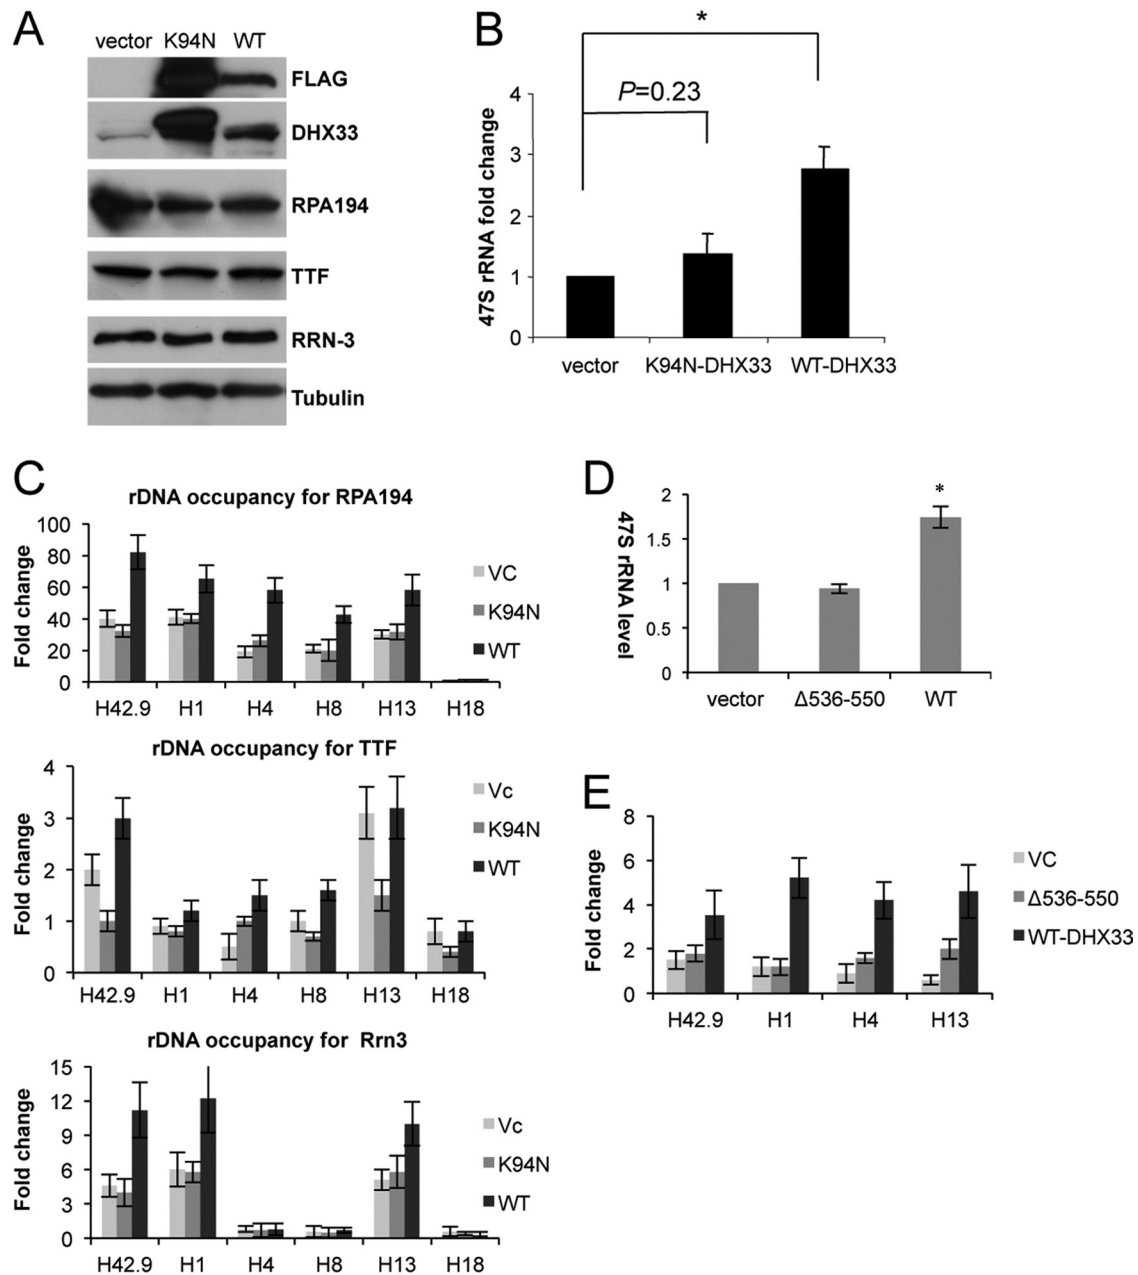 A
vector K94N WT
FLAG
DHX33
RPA194
TTF
RRN-3
Tubulin
B
*
P=0.23
47S rRNA fold change
4
3
2
1
0
vector K94N-DHX33 WT-DHX33
C
rDNA occupancy for RPA194
Fold change
100
80
60
40
20
0
VC
K94N
WT
H42.9 H1 H4 H8 H13 H18
rDNA occupancy for TTF
Fold change
4
3
2
1
0
Vc
K94N
WT
H42.9 H1 H4 H8 H13 H18
rDNA occupancy for Rrn3
Fold change
15
12
9
6
3
0
Vc
K94N
WT
H42.9 H1 H4 H8 H13 H18
D
47S rRNA level
2
1.5
1
0.5
0
*
vector Δ536-550 WT
E
Fold change
8
6
4
2
0
VC
Δ536-550
WT-DHX33
H42.9 H1 H4 H13